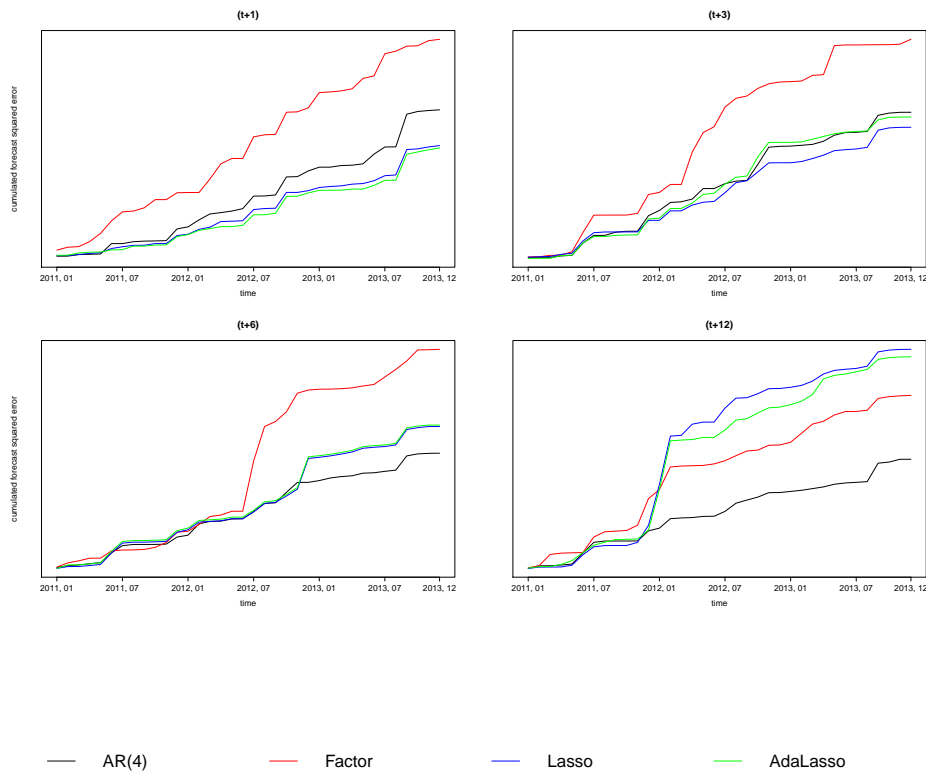 (t+1)
cumulated forecast squared error
2011, 01 2011, 07 2012, 01 2012, 07 2013, 01 2013, 07 2013, 12
time
(t+3)
2011, 01 2011, 07 2012, 01 2012, 07 2013, 01 2013, 07 2013, 12
time
(t+6)
cumulated forecast squared error
2011, 01 2011, 07 2012, 01 2012, 07 2013, 01 2013, 07 2013, 12
time
(t+12)
2011, 01 2011, 07 2012, 01 2012, 07 2013, 01 2013, 07 2013, 12
time
AR(4) Factor Lasso AdaLasso